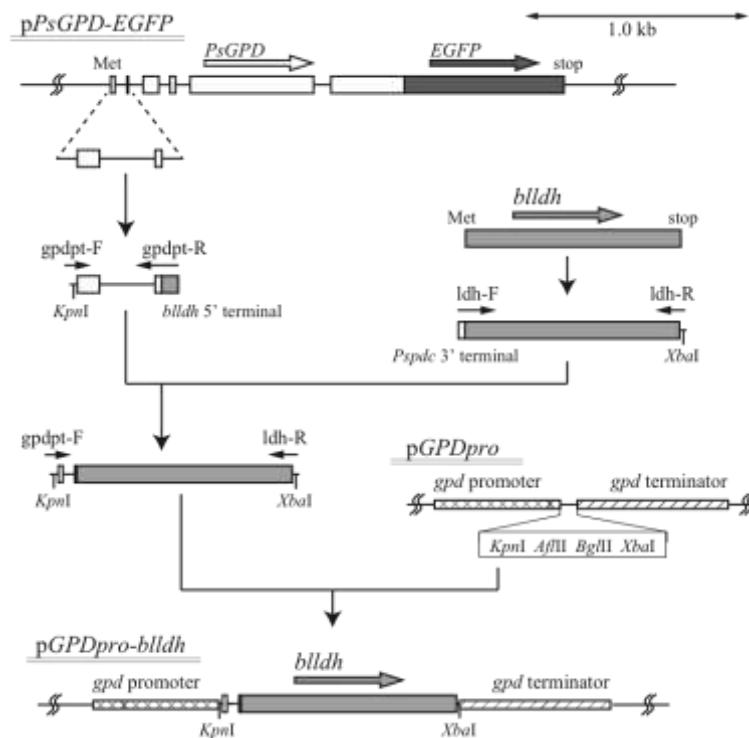 pPsGPD-EGFP
1.0 kb
Met
PsGPD
EGFP
stop
blldh
Met
stop
gpdpt-F
gpdpt-R
KpnI
blldh 5' terminal
ldh-F
ldh-R
Pspdc 3' terminal
XbaI
gpdpt-F
ldh-R
KpnI
XbaI
pGPDpro
gpd promoter
gpd terminator
KpnI AflII BglII XbaI
pGPDpro-blldh
blldh
gpd promoter
gpd terminator
KpnI
XbaI